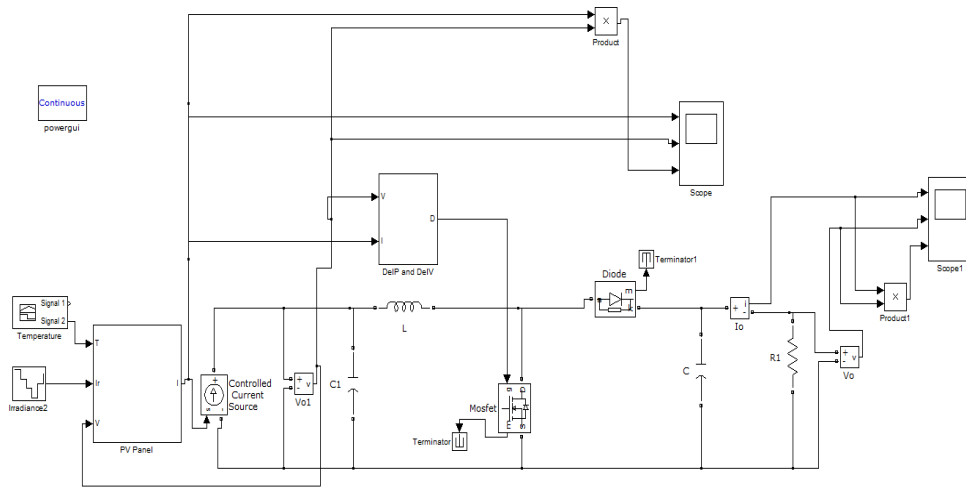 X
Product
Continuous
powergui
Scope
V
D
I
DelP and DelV
Scope1
Terminator1
Diode
m
k
X
Product1
Signal 1
Signal 2
Temperature
L
i
+
-
Io
T
Ir
I
V
PV Panel
Irradiance2
+
s
-
Controlled
Current
Source
+
-
v
Vo1
C1
g
D
m
S
Mosfet
Terminator
C
R1
+
-
v
Vo